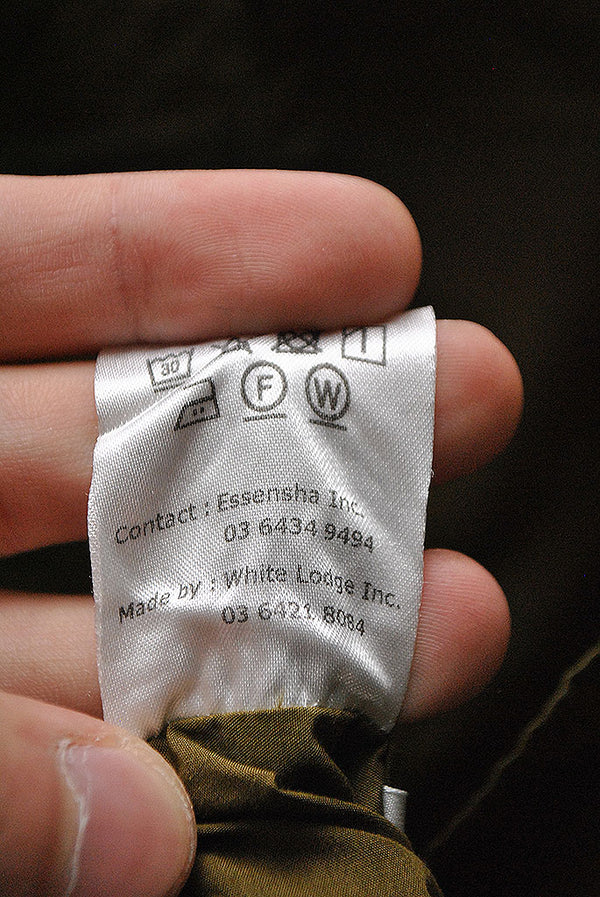 30
F W
Contact : Essensha Inc.
03 6434 9494
Made by : White Lodge Inc.
03 6421 8084